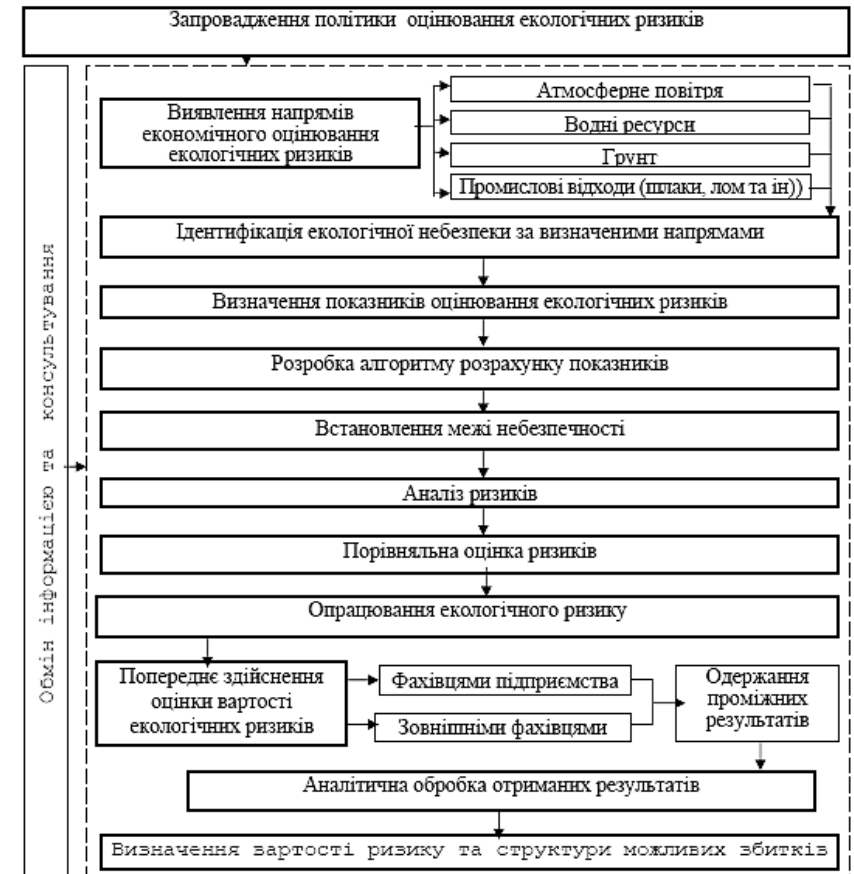 Запровадження політики оцінювання екологічних ризиків
Обмін інформацією та консультування
Виявлення напрямів
економічного оцінювання
екологічних ризиків
Атмосферне повітря
Водні ресурси
Грунт
Промислові відходи (шлаки, лом та ін))
Ідентифікація екологічної небезпеки за визначеними напрямами
Визначення показників оцінювання екологічних ризиків
Розробка алгоритму розрахунку показників
Встановлення межі небезпечності
Аналіз ризиків
Порівняльна оцінка ризиків
Опрацювання екологічного ризику
Попереднє здійснення
оцінки вартості
екологічних ризиків
Фахівцями підприємства
Зовнішніми фахівцями
Одержання
проміжних
результатів
Аналітична обробка отриманих результатів
Визначення вартості ризику та структури можливих збитків